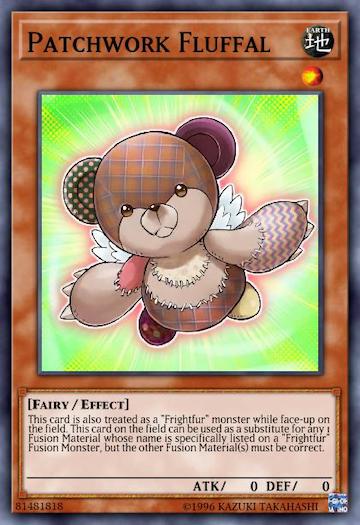 PATCHWORK FLUFFAL
EARTH
地
[FAIRY / EFFECT]
This card is also treated as a "Frightfur" monster while face-up on
the field. This card on the field can be used as a substitute for any 1
Fusion Material whose name is specifically listed on a "Frightfur"
Fusion Monster, but the other Fusion Material(s) must be correct.
ATK/ 0 DEF/ 0
81481818 ©1996 KAZUKI TAKAHASHI